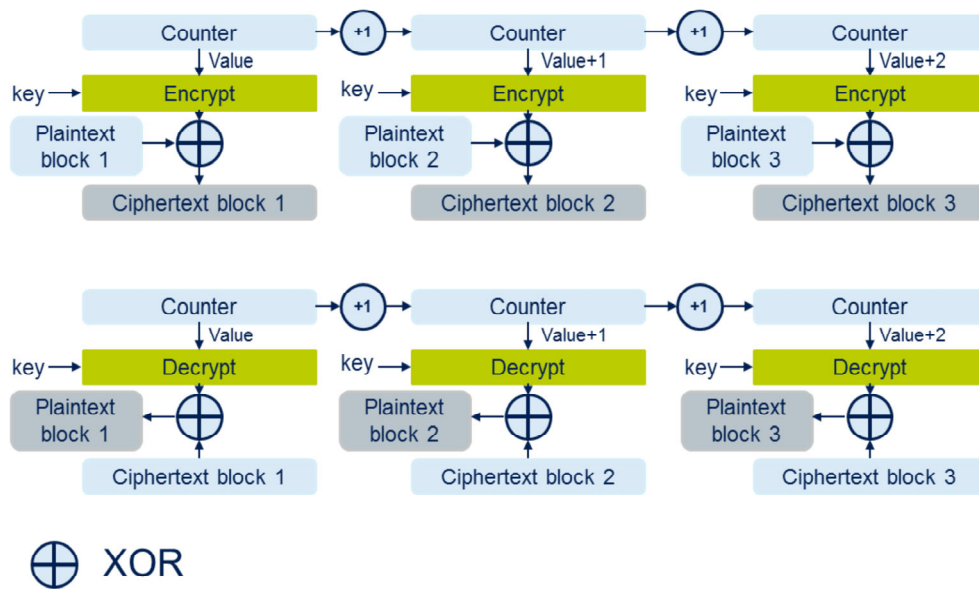 Counter +1 Counter +1 Counter
Value Value+1 Value+2
key Encrypt key Encrypt key Encrypt
Plaintext Plaintext Plaintext
block 1 block 2 block 3
Ciphertext block 1 Ciphertext block 2 Ciphertext block 3
Counter +1 Counter +1 Counter
Value Value+1 Value+2
key Decrypt key Decrypt key Decrypt
Plaintext Plaintext Plaintext
block 1 block 2 block 3
Ciphertext block 1 Ciphertext block 2 Ciphertext block 3
XOR